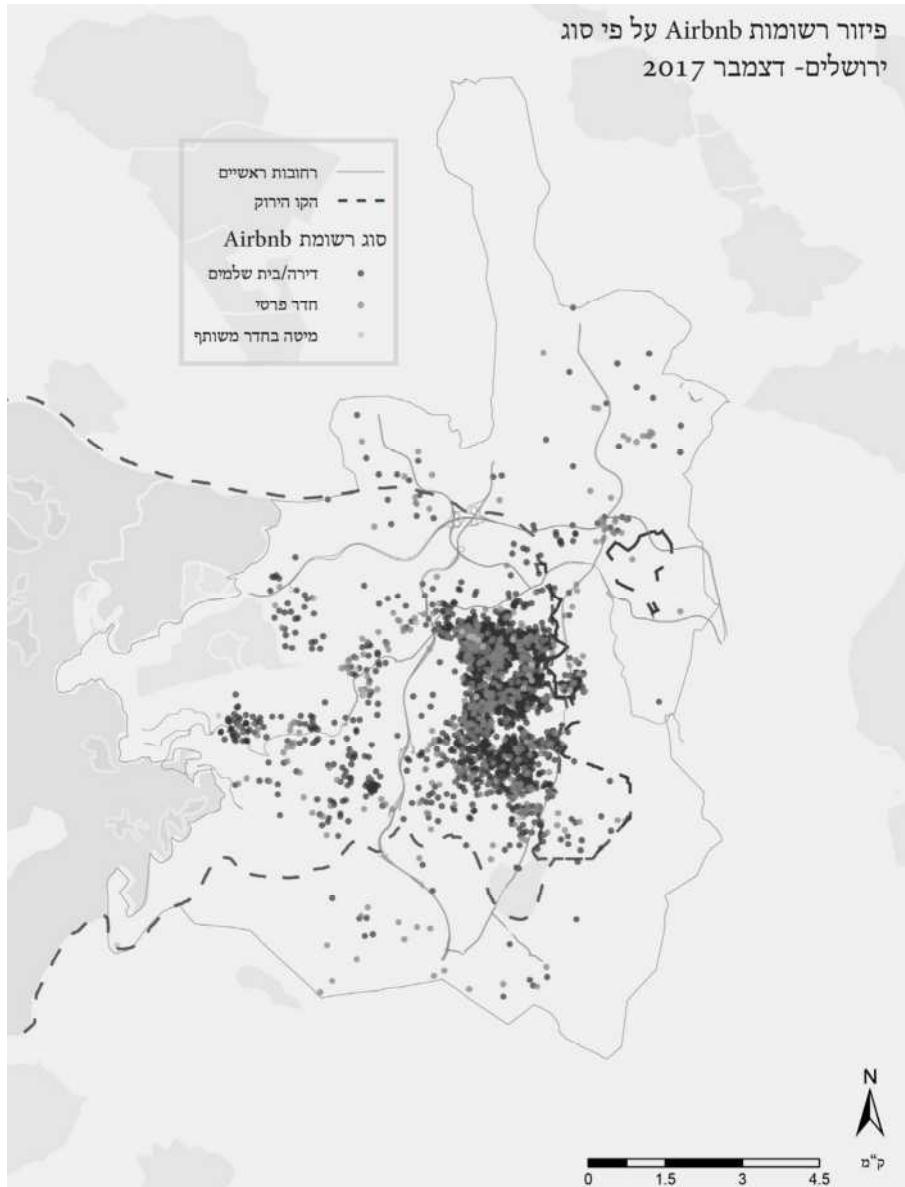 פיזור רשומות Airbnb על פי סוג
ירושלים- דצמבר 2017
רחובות ראשיים
הקו הירוק
סוג רשומת Airbnb
דירה/בית שלמים
חדר פרטי
מיטה בחדר משותף
N
ק"מ
0 1.5 3 4.5